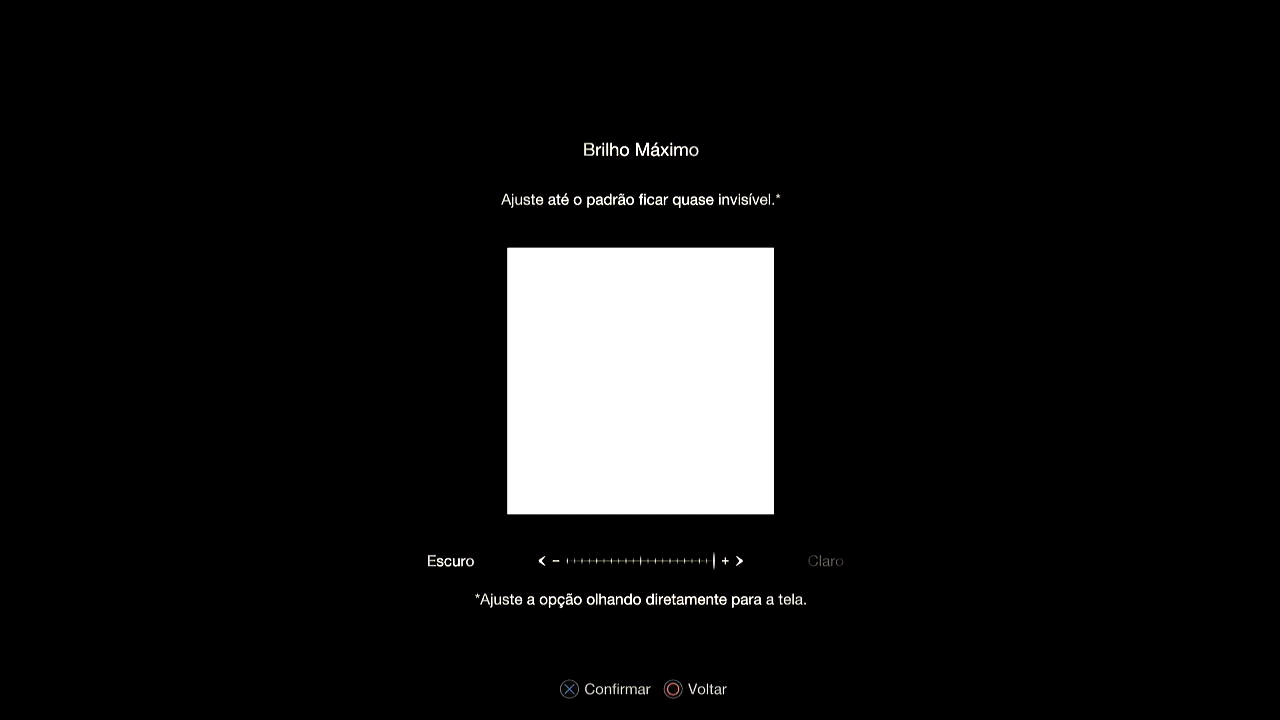 Brilho Máximo
Ajuste até o padrão ficar quase invisível.*
Escuro
Claro
*Ajuste a opção olhando diretamente para a tela.
Confirmar Voltar